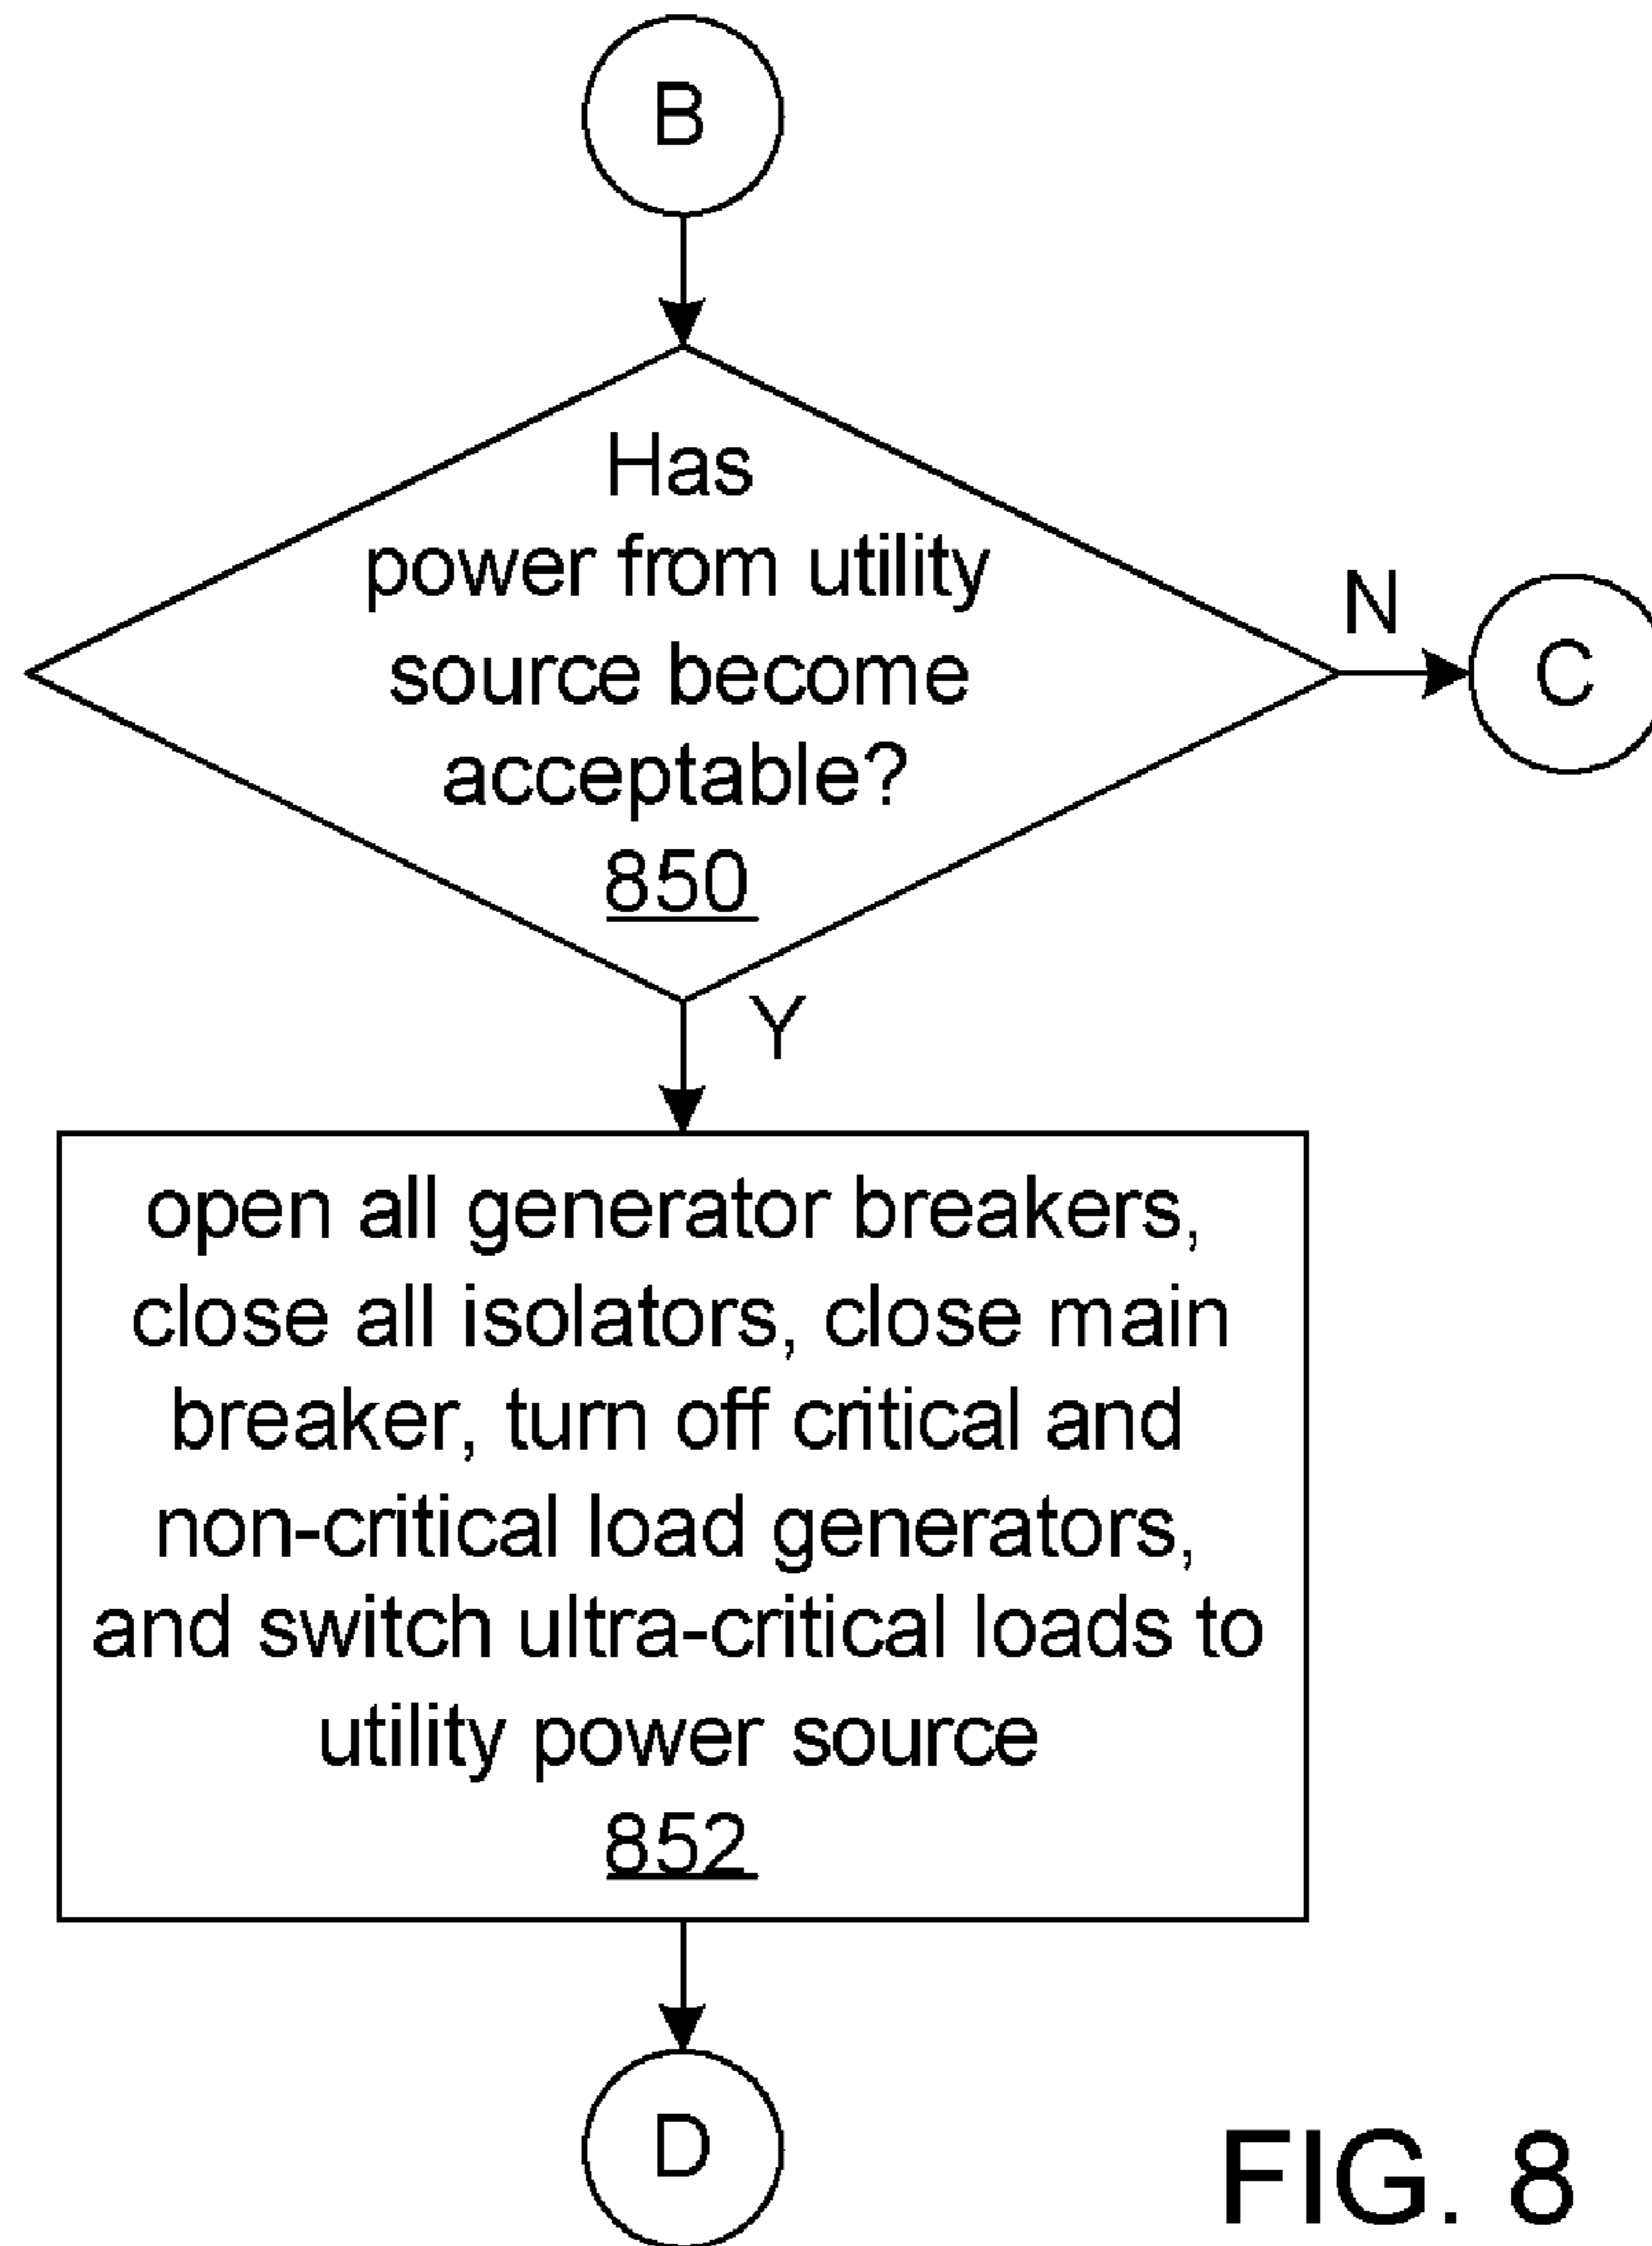 B
Has
power from utility
source become
acceptable?
850
N
C
Y
open all generator breakers,
close all isolators, close main
breaker, turn off critical and
non-critical load generators,
and switch ultra-critical loads to
utility power source
852
D
FIG. 8